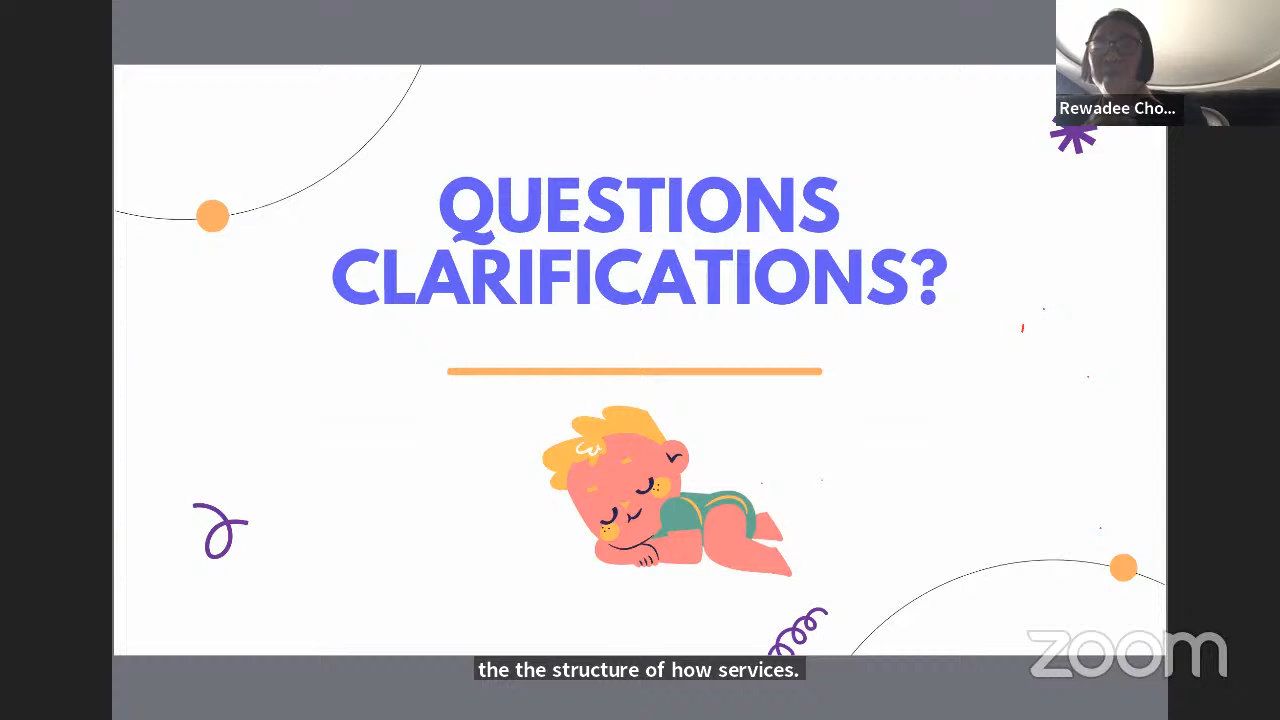 Rewadee Cho...
QUESTIONS
CLARIFICATIONS?
the the structure of how services.
zoom